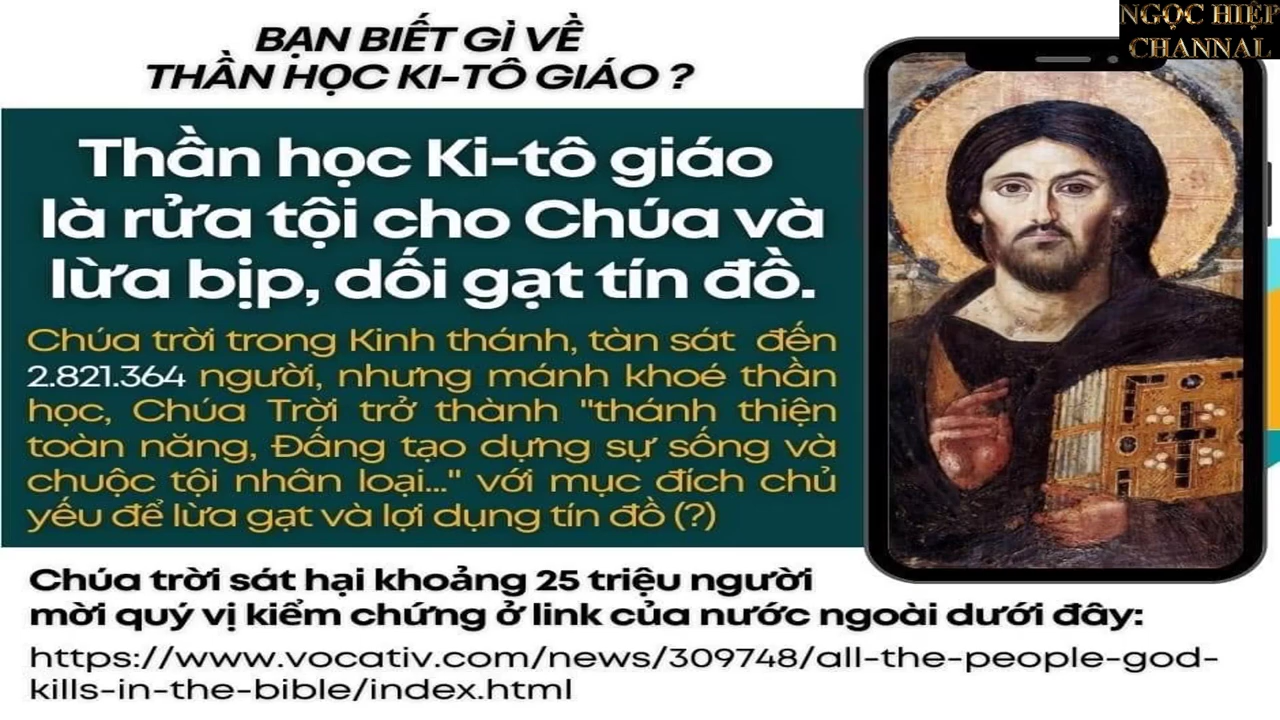 NGỌC HIỆP
CHANNAL
BẠN BIẾT GÌ VỀ
THẦN HỌC KI-TÔ GIÁO ?
Thần học Ki-tô giáo
là rửa tội cho Chúa và
lừa bịp, dối gạt tín đồ.
Chúa trời trong Kinh thánh, tàn sát đến
2.821.364 người, nhưng mánh khoé thần
học, Chúa Trời trở thành "thánh thiện
toàn năng, Đấng tạo dựng sự sống và
chuộc tội nhân loại..." với mục đích chủ
yếu để lừa gạt và lợi dụng tín đồ (?)
Chúa trời sát hại khoảng 25 triệu người
mời quý vị kiểm chứng ở link của nước ngoài dưới đây:
https://www.vocativ.com/news/309748/all-the-people-god-
kills-in-the-bible/index.html